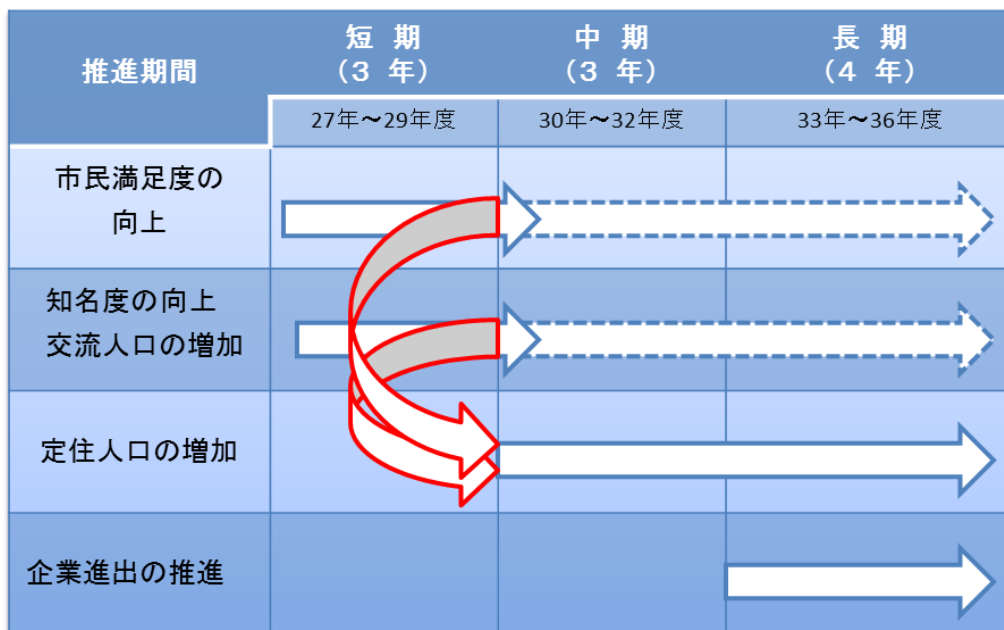 推進期間
短 期
(3 年)
中 期
(3 年)
長 期
(4 年)
27年～29年度
30年～32年度
33年～36年度
市民満足度の
向上
知名度の向上
交流人口の増加
定住人口の増加
企業進出の推進